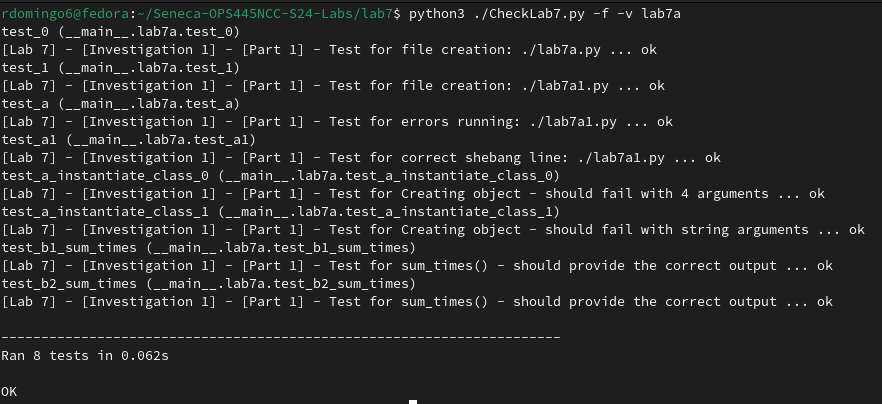 rdomingo6@fedora:~/Seneca-OPS445NCC-S24-Labs/lab7$ python3 ./CheckLab7.py -f -v lab7a
test_0 (__main__.lab7a.test_0)
[Lab 7] - [Investigation 1] - [Part 1] - Test for file creation: ./lab7a.py ... ok
test_1 (__main__.lab7a.test_1)
[Lab 7] - [Investigation 1] - [Part 1] - Test for file creation: ./lab7a1.py ... ok
test_a (__main__.lab7a.test_a)
[Lab 7] - [Investigation 1] - [Part 1] - Test for errors running: ./lab7a1.py ... ok
test_a1 (__main__.lab7a.test_a1)
[Lab 7] - [Investigation 1] - [Part 1] - Test for correct shebang line: ./lab7a1.py ... ok
test_a_instantiate_class_0 (__main__.lab7a.test_a_instantiate_class_0)
[Lab 7] - [Investigation 1] - [Part 1] - Test for Creating object - should fail with 4 arguments ... ok
test_a_instantiate_class_1 (__main__.lab7a.test_a_instantiate_class_1)
[Lab 7] - [Investigation 1] - [Part 1] - Test for Creating object - should fail with string arguments ... ok
test_b1_sum_times (__main__.lab7a.test_b1_sum_times)
[Lab 7] - [Investigation 1] - [Part 1] - Test for sum_times() - should provide the correct output ... ok
test_b2_sum_times (__main__.lab7a.test_b2_sum_times)
[Lab 7] - [Investigation 1] - [Part 1] - Test for sum_times() - should provide the correct output ... ok
----------------------------------------------------------------------
Ran 8 tests in 0.062s
OK